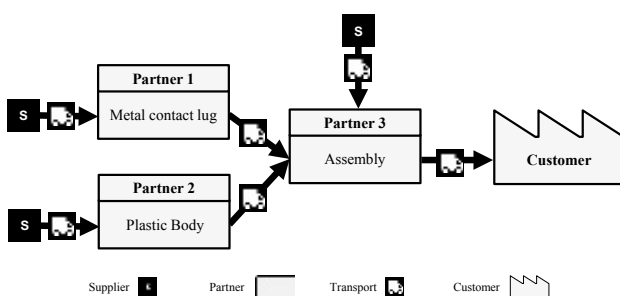 S
Partner 1
Metal contact lug
S
Partner 3
Assembly
Customer
Partner 2
Plastic Body
S
Supplier
Partner
Transport
Customer